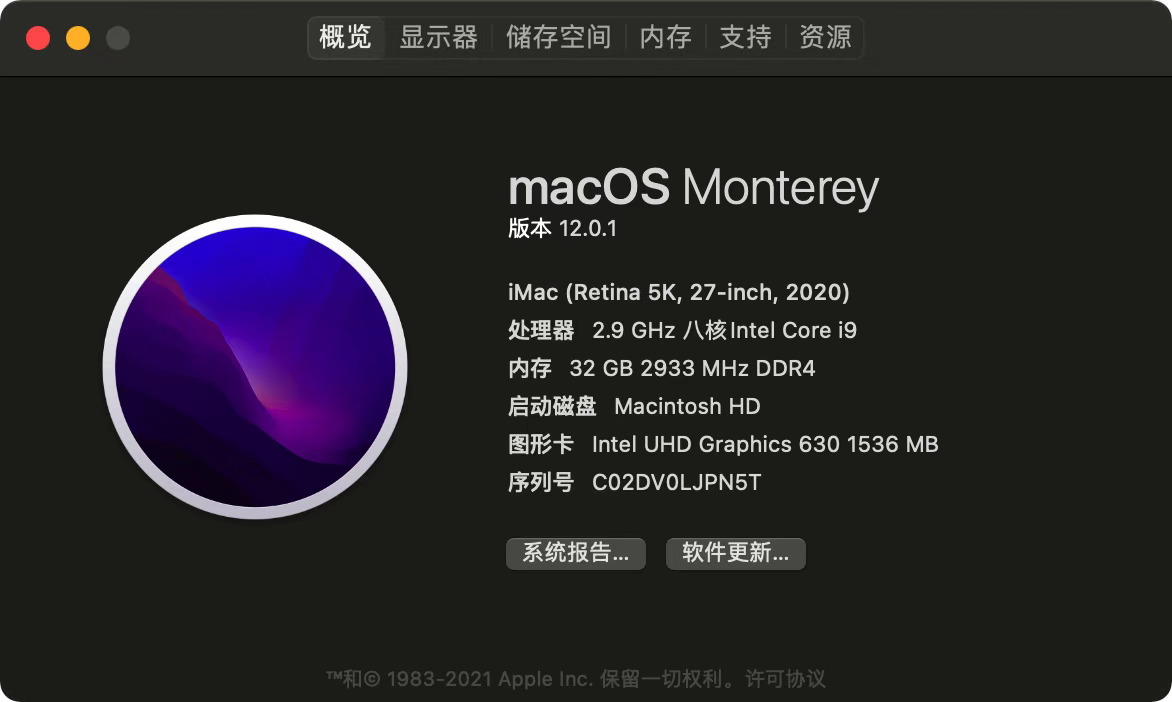 概览 显示器 储存空间 内存 支持 资源
macOS Monterey
版本 12.0.1
iMac (Retina 5K, 27-inch, 2020)
处理器 2.9 GHz 八核Intel Core i9
内存 32 GB 2933 MHz DDR4
启动磁盘 Macintosh HD
图形卡 Intel UHD Graphics 630 1536 MB
序列号 C02DV0LJPN5T
系统报告... 软件更新...
™和© 1983-2021 Apple Inc. 保留一切权利。许可协议